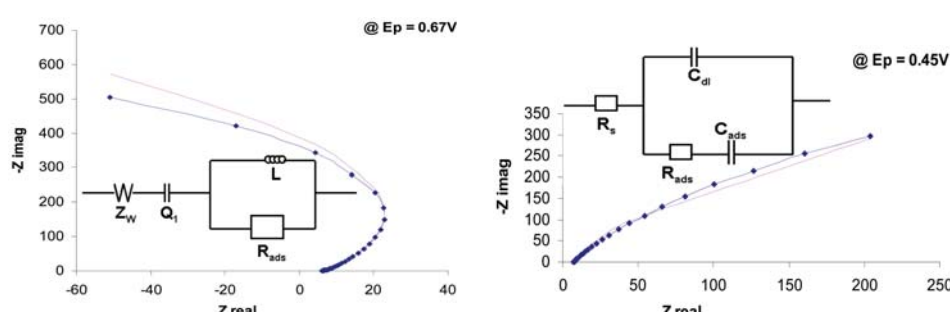 @ Ep = 0.67V
700
600
500
400
300
200
100
0
-Z imag
-60
-40
-20
0
20
40
Z real
Z_W
Q_1
L
R_ads
@ Ep = 0.45V
350
300
250
200
150
100
50
0
-Z imag
0
50
100
150
200
250
Z real
R_s
C_dl
C_ads
R_ads